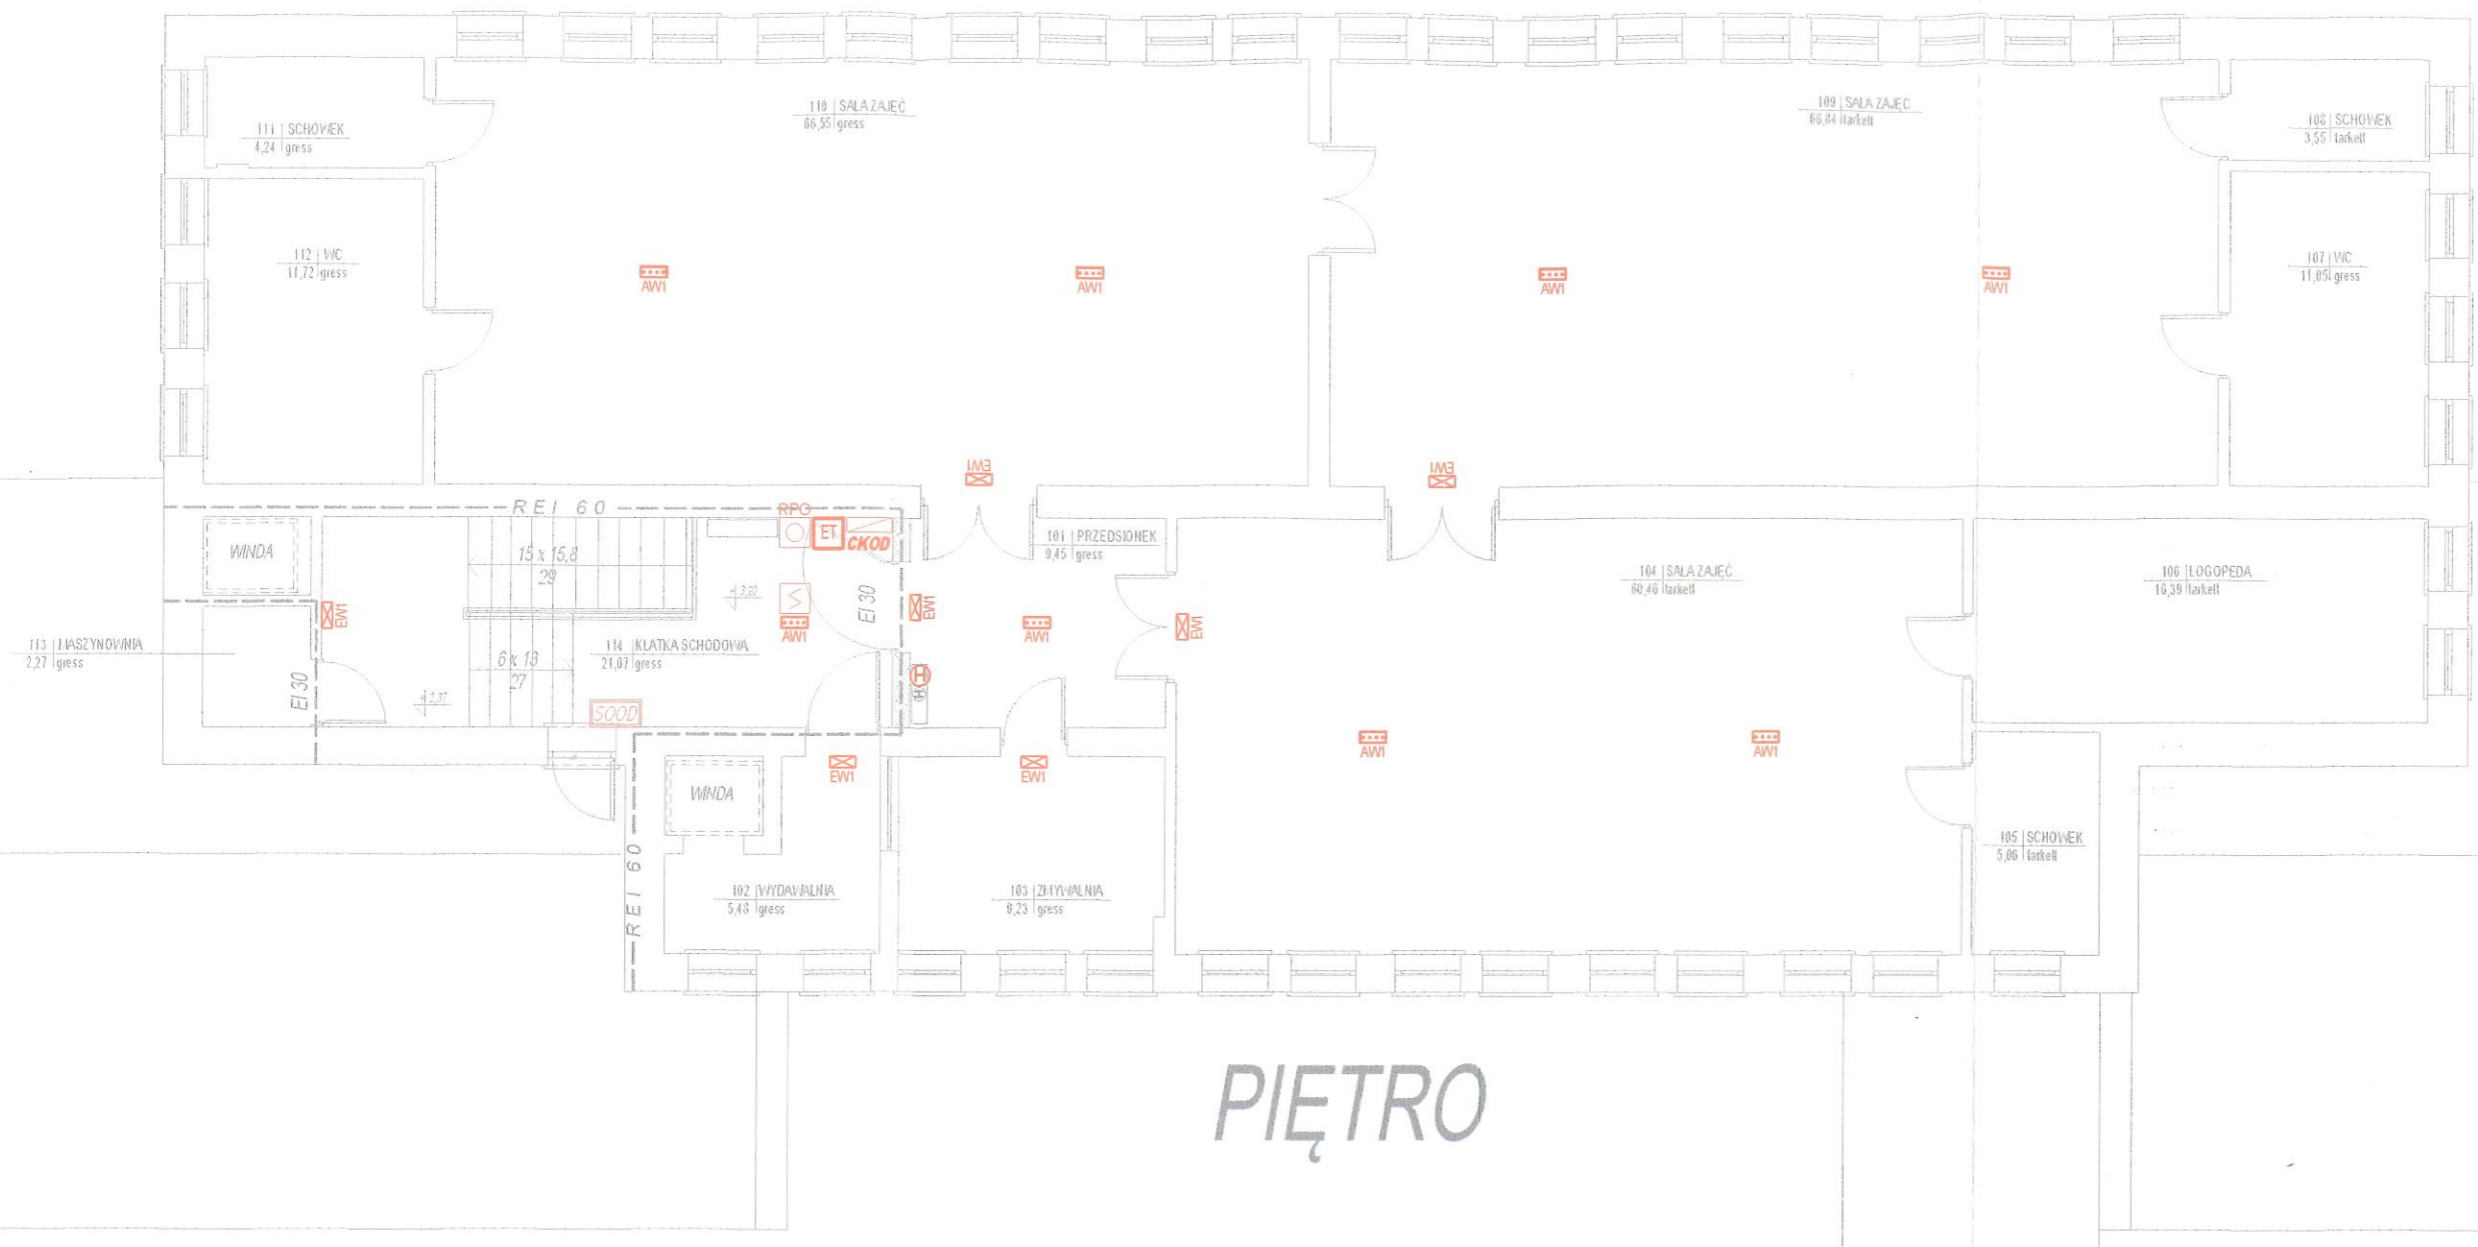 110 | SALA ZAJĘĆ
66,55 | gress
109 | SALA ZAJĘĆ
66,84 | tarkett
111 | SCHOWEK
4,24 | gress
108 | SCHOWEK
3,55 | tarkett
112 | WC
11,72 | gress
107 | WC
11,05 | gress
AW1
AW1
AW1
AW1
EW1
EW1
REI 60
RPO
ET
CKOD
WINDA
15 x 15,8
29
101 | PRZEDSIONEK
9,45 | gress
104 | SALA ZAJĘĆ
60,46 | tarkett
106 | LOGOPEDA
16,39 | tarkett
EI 30
EW1
EW1
AW1
AW1
EW1
113 | MASZYNOWNIA
2,27 | gress
6 x 18
27
114 | KLATKA SCHODOWA
21,07 | gress
EI 30
H
H
SOOD
AW1
AW1
EW1
EW1
WINDA
REI 60
105 | SCHOWEK
5,06 | tarkett
102 | WYDAWALNIA
5,48 | gress
103 | ZMYWALNIA
9,23 | gress
PIĘTRO